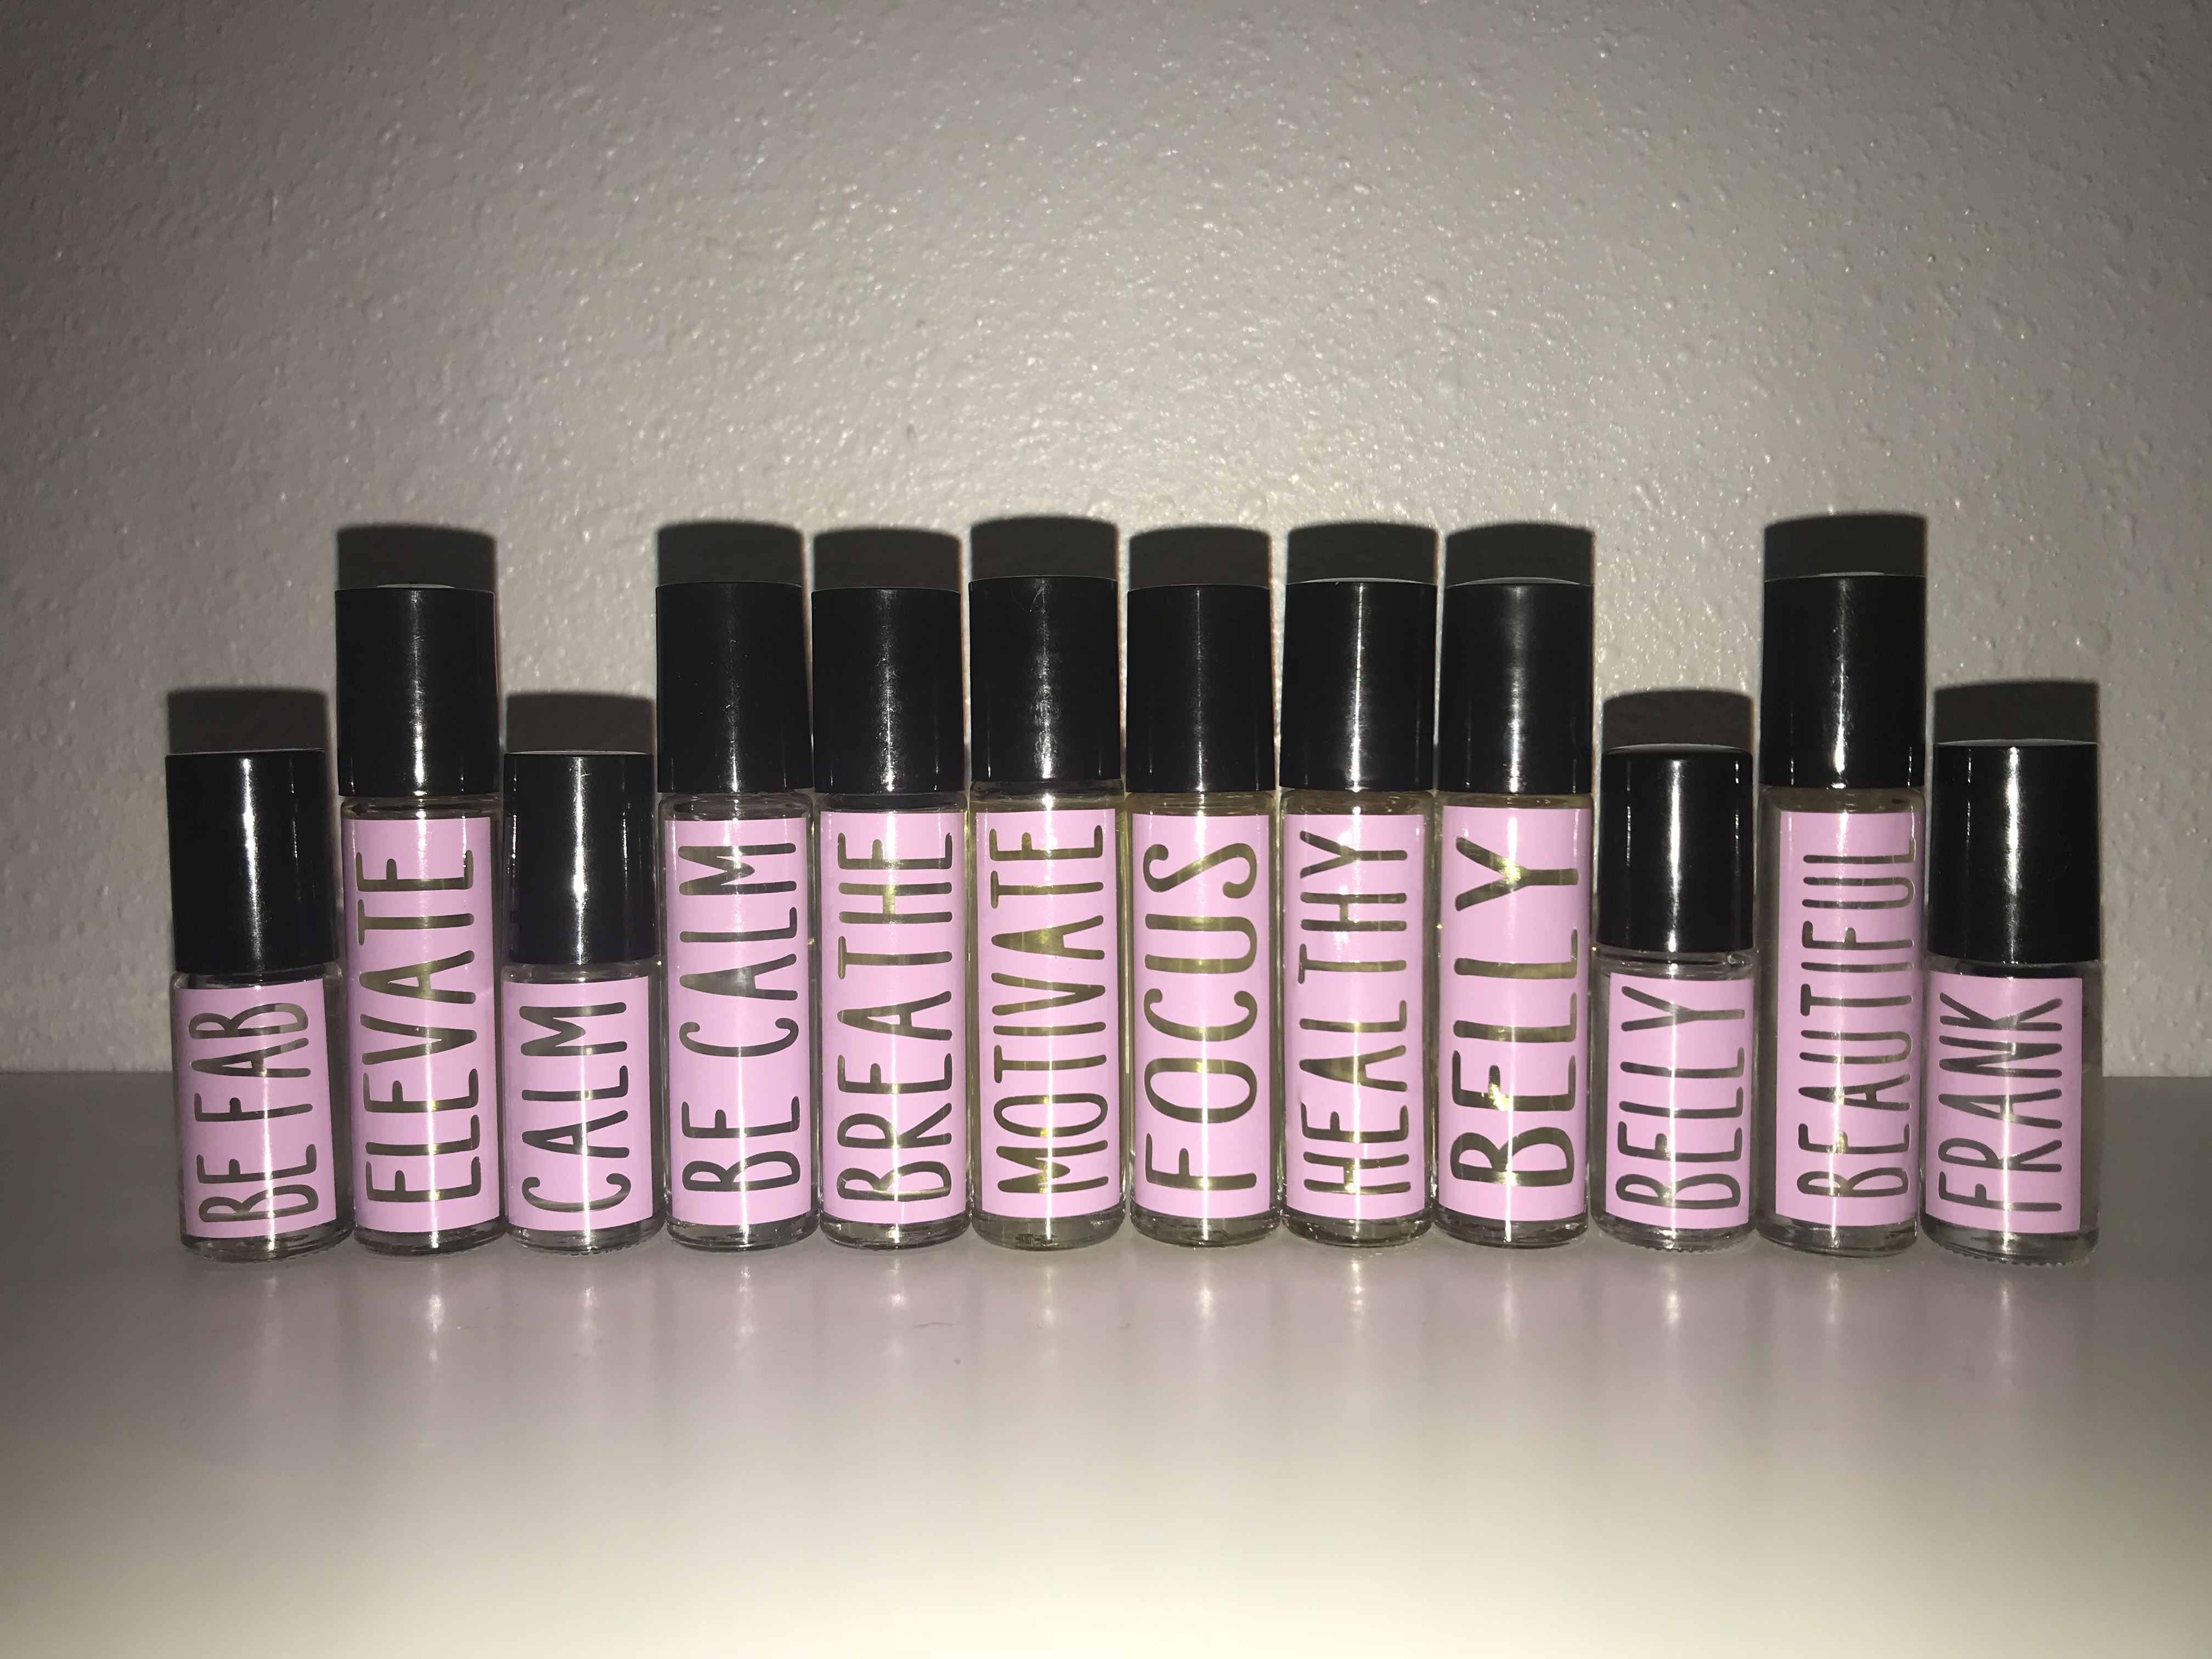 BE FAB
ELEVATE
CALM
BE CALM
BREATHE
MOTIVATE
FOCUS
HEALTHY
BELLY
BELLY
BEAUTIFUL
FRANK